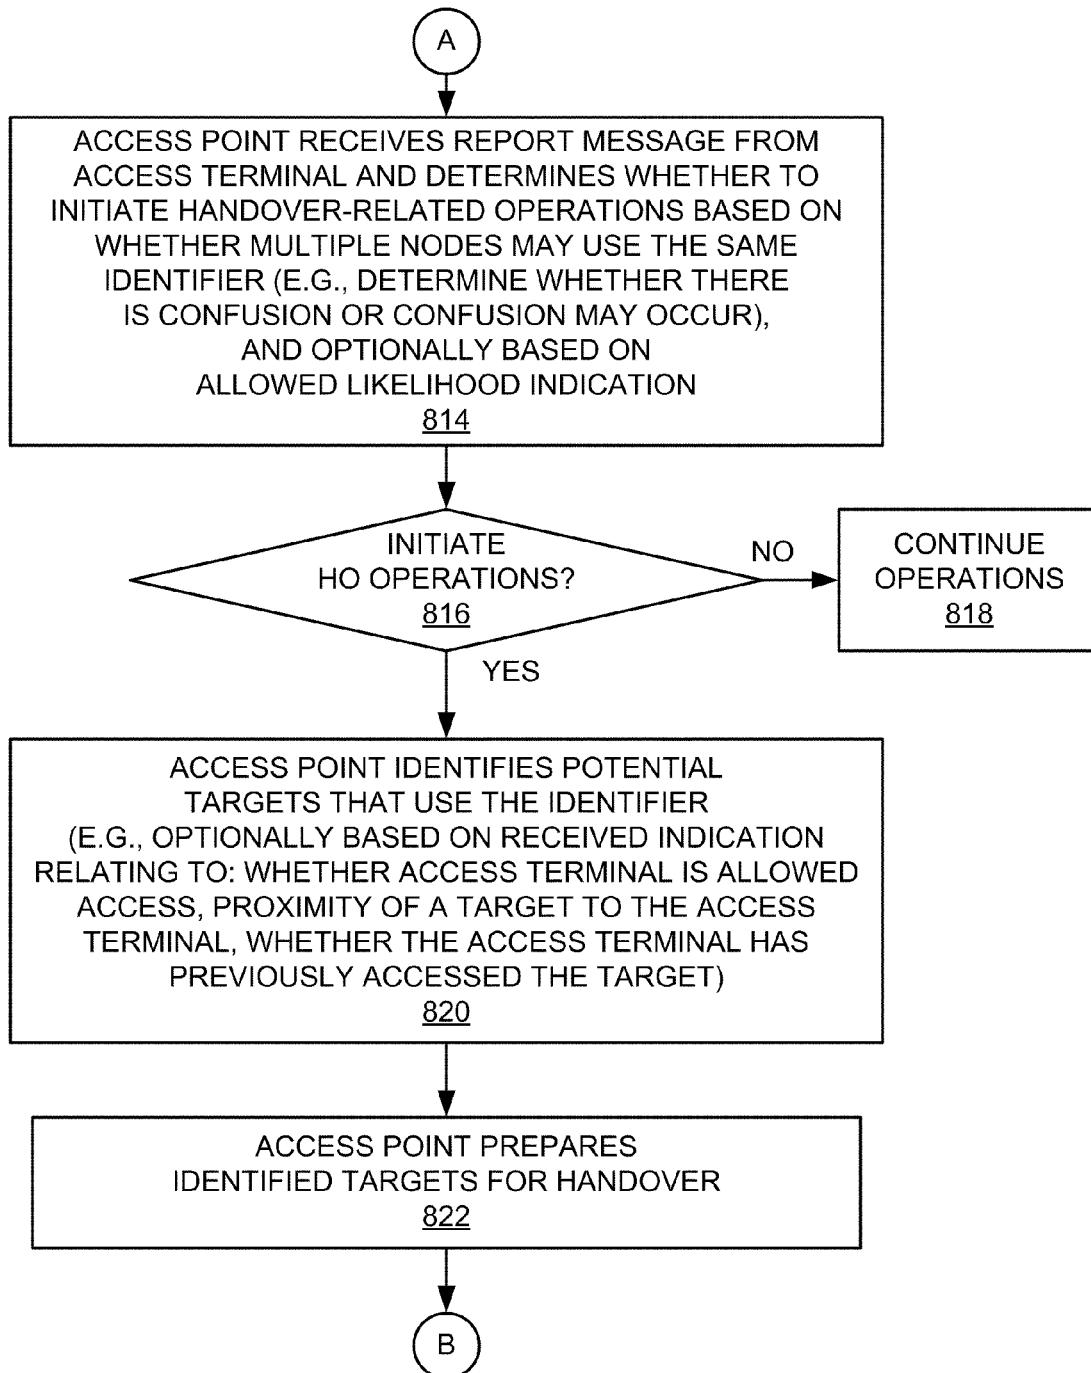 A
ACCESS POINT RECEIVES REPORT MESSAGE FROM
ACCESS TERMINAL AND DETERMINES WHETHER TO
INITIATE HANDOVER-RELATED OPERATIONS BASED ON
WHETHER MULTIPLE NODES MAY USE THE SAME
IDENTIFIER (E.G., DETERMINE WHETHER THERE
IS CONFUSION OR CONFUSION MAY OCCUR),
AND OPTIONALLY BASED ON
ALLOWED LIKELIHOOD INDICATION
814
INITIATE
HO OPERATIONS?
816
NO
CONTINUE
OPERATIONS
818
YES
ACCESS POINT IDENTIFIES POTENTIAL
TARGETS THAT USE THE IDENTIFIER
(E.G., OPTIONALLY BASED ON RECEIVED INDICATION
RELATING TO: WHETHER ACCESS TERMINAL IS ALLOWED
ACCESS, PROXIMITY OF A TARGET TO THE ACCESS
TERMINAL, WHETHER THE ACCESS TERMINAL HAS
PREVIOUSLY ACCESSED THE TARGET)
820
ACCESS POINT PREPARES
IDENTIFIED TARGETS FOR HANDOVER
822
B